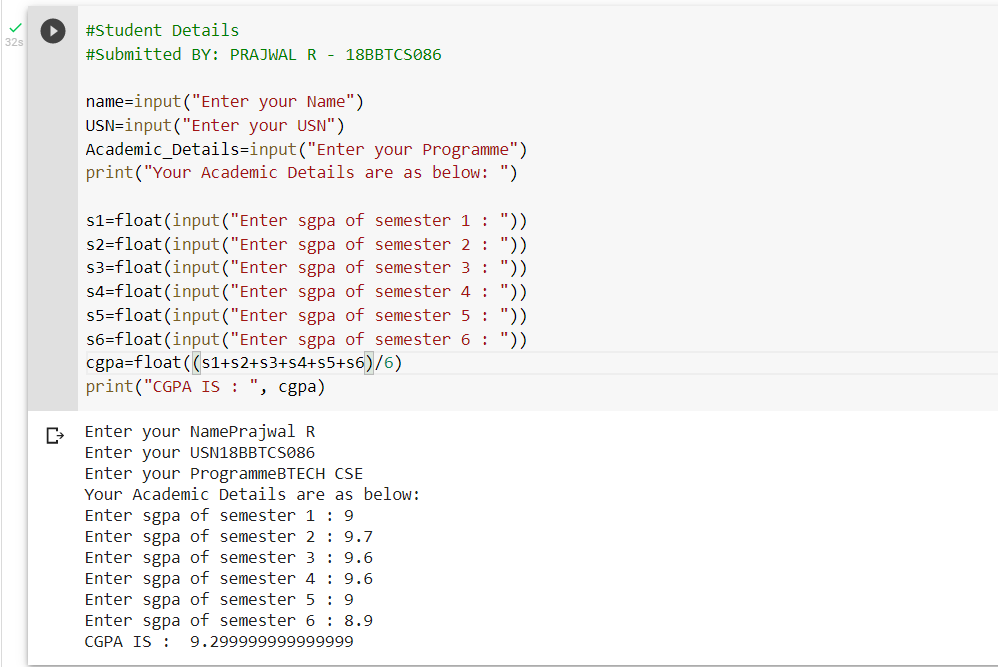 32s
#Student Details
#Submitted BY: PRAJWAL R - 18BBTCS086
name=input("Enter your Name")
USN=input("Enter your USN")
Academic_Details=input("Enter your Programme")
print("Your Academic Details are as below: ")
s1=float(input("Enter sgpa of semester 1 : "))
s2=float(input("Enter sgpa of semester 2 : "))
s3=float(input("Enter sgpa of semester 3 : "))
s4=float(input("Enter sgpa of semester 4 : "))
s5=float(input("Enter sgpa of semester 5 : "))
s6=float(input("Enter sgpa of semester 6 : "))
cgpa=float((s1+s2+s3+s4+s5+s6)/6)
print("CGPA IS : ", cgpa)
Enter your NamePrajwal R
Enter your USN18BBTCS086
Enter your ProgrammeBTECH CSE
Your Academic Details are as below:
Enter sgpa of semester 1 : 9
Enter sgpa of semester 2 : 9.7
Enter sgpa of semester 3 : 9.6
Enter sgpa of semester 4 : 9.6
Enter sgpa of semester 5 : 9
Enter sgpa of semester 6 : 8.9
CGPA IS :  9.299999999999999